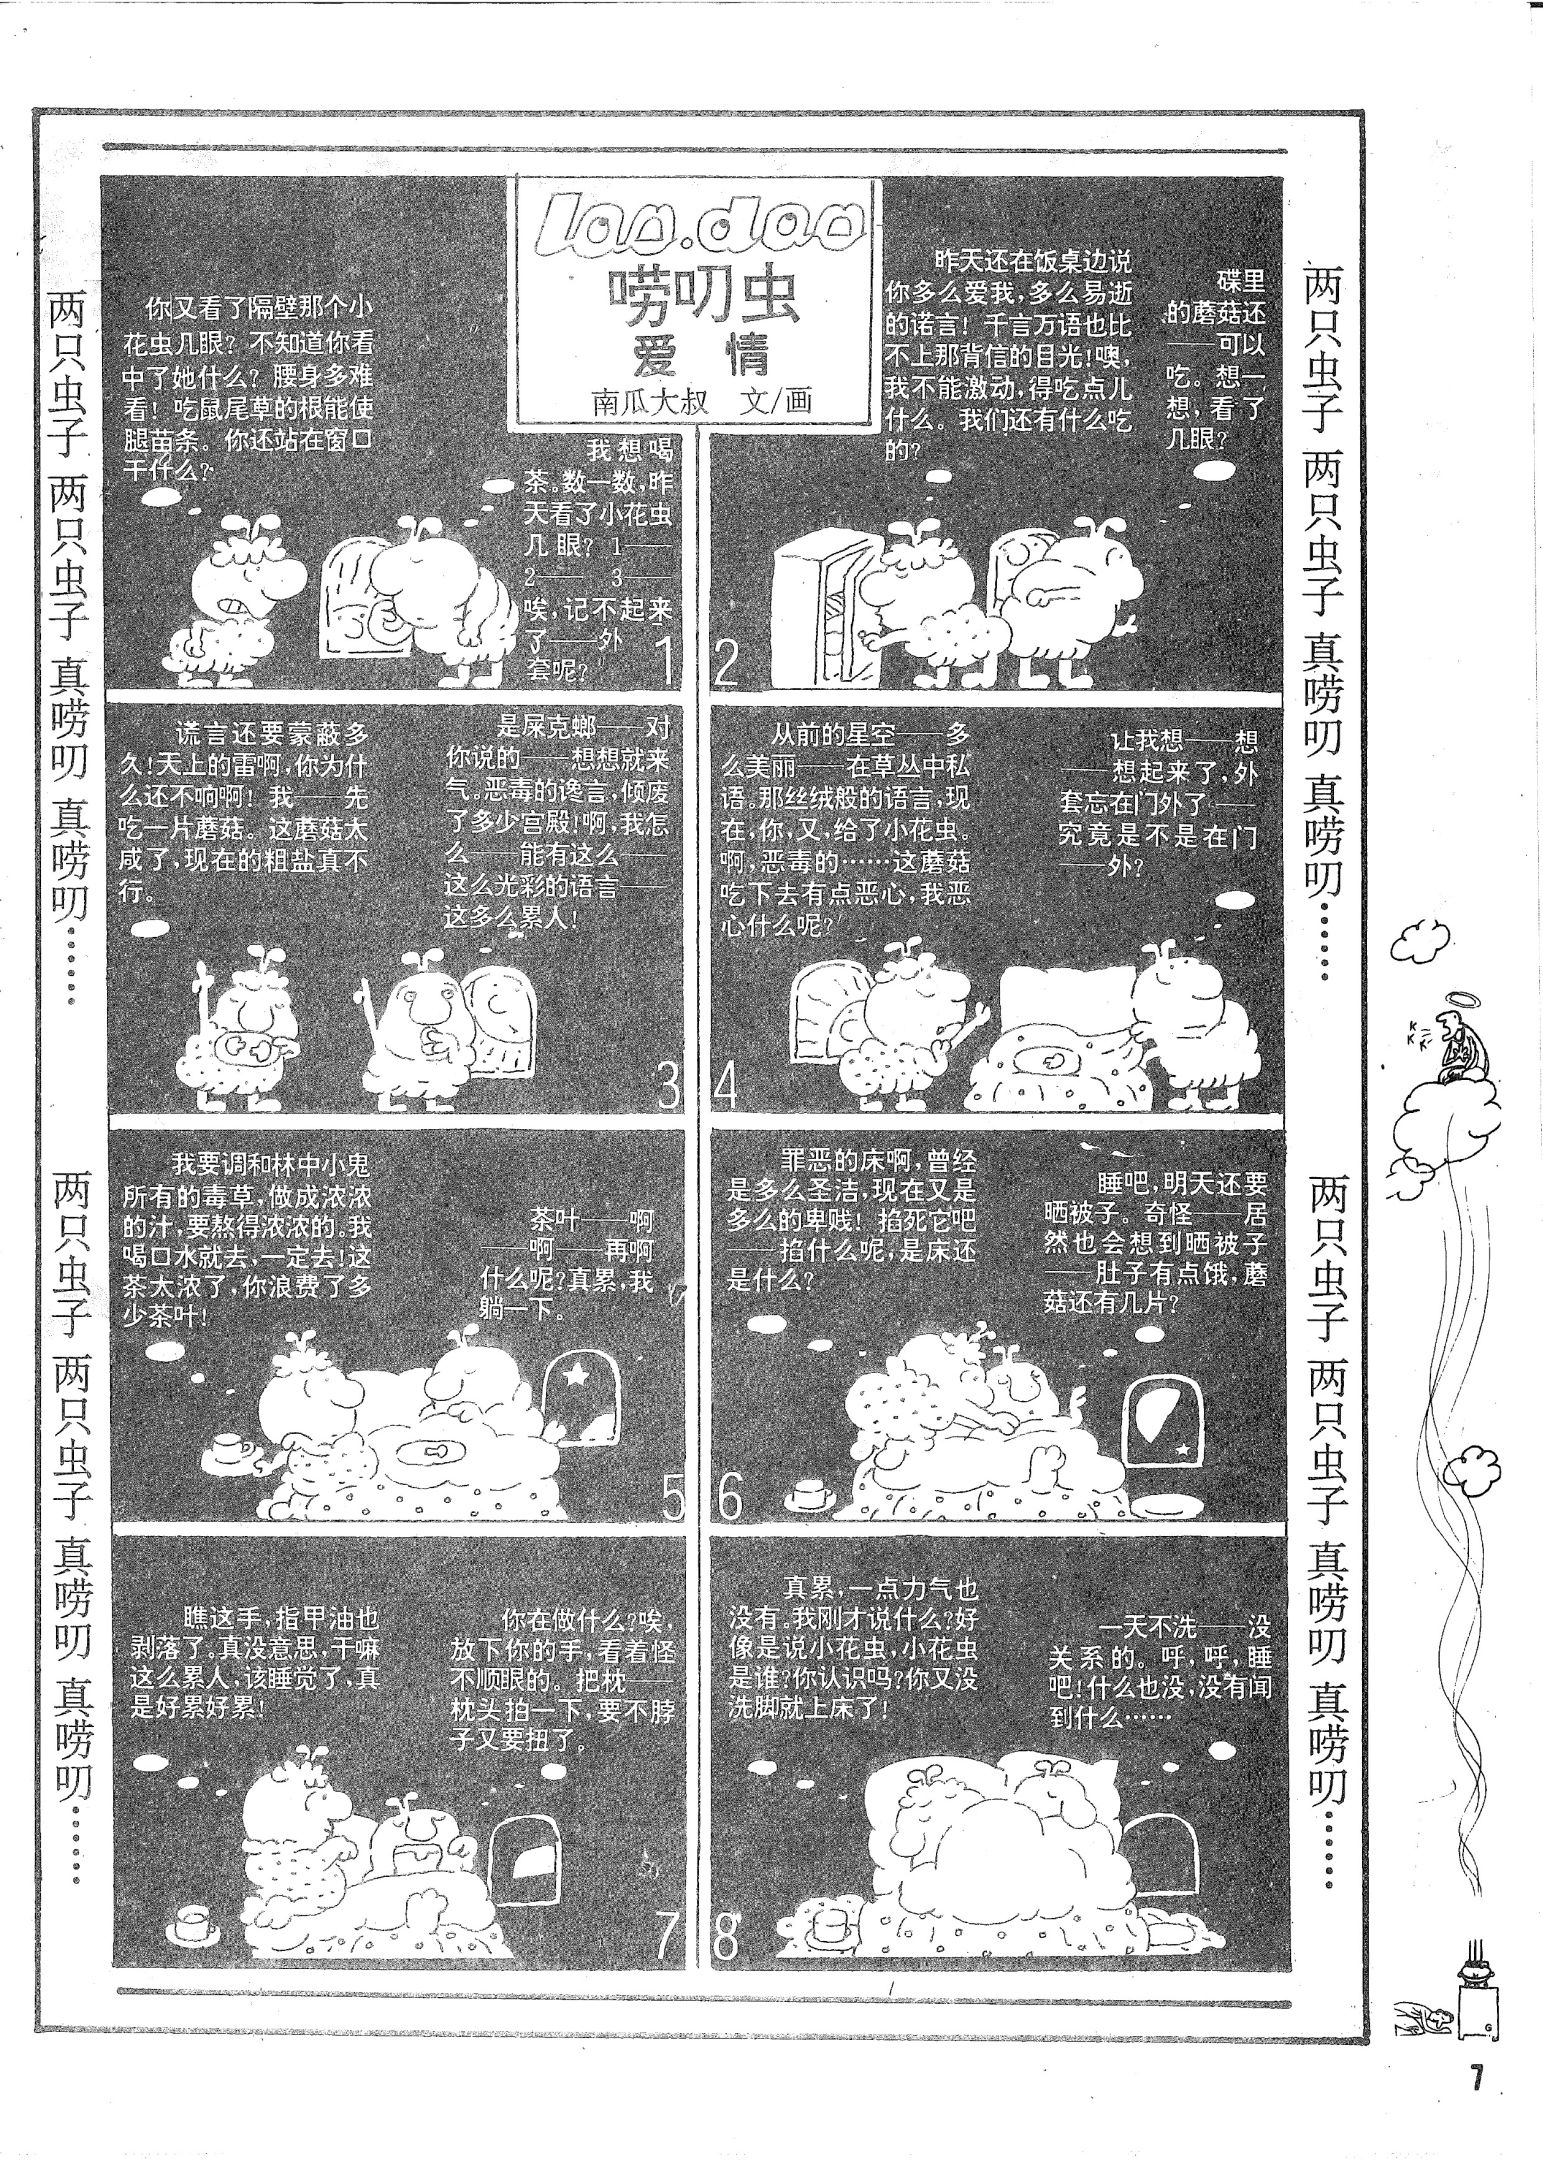 lao.dao
唠叨虫
爱 情
南瓜大叔 文/画
两只虫子 两只虫子 真唠叨 真唠叨……
两只虫子 两只虫子 真唠叨 真唠叨……
你又看了隔壁那个小
花虫几眼？不知道你看
中了她什么？腰身多难
看！吃鼠尾草的根能使
腿苗条。你还站在窗口
干什么？
我想喝
茶。数一数，昨
天看了小花虫
几眼？1——
2—— 3——
唉，记不起来
了——外
套呢？
1
昨天还在饭桌边说
你多么爱我，多么易逝
的诺言！千言万语也比
不上那背信的目光！噢，
我不能激动，得吃点儿
什么。我们还有什么吃
的？
碟里
的蘑菇还
——可以
吃。想一
想，看了
几眼？
2
谎言还要蒙蔽多
久！天上的雷啊，你为什
么还不响啊！我——先
吃一片蘑菇。这蘑菇太
咸了，现在的粗盐真不
行。
是屎克螂——对
你说的——想想就来
气。恶毒的谗言，倾废
了多少宫殿！啊，我怎
么——能有这么——
这么光彩的语言——
这多么累人！
3
从前的星空——多
么美丽——在草丛中私
语。那丝绒般的语言，现
在，你，又，给了小花虫。
啊，恶毒的……这蘑菇
吃下去有点恶心，我恶
心什么呢？
让我想——想
——想起来了，外
套忘在门外了——
究竟是不是在门
——外？
4
我要调和林中小鬼
所有的毒草，做成浓浓
的汁，要熬得浓浓的。我
喝口水就去，一定去！这
茶太浓了，你浪费了多
少茶叶！
茶叶——啊
——啊——再啊
什么呢？真累，我
躺一下。
5
罪恶的床啊，曾经
是多么圣洁，现在又是
多么的卑贱！掐死它吧
——掐什么呢，是床还
是什么？
睡吧，明天还要
晒被子。奇怪——居
然也会想到晒被子
——肚子有点饿，蘑
菇还有几片？
6
瞧这手，指甲油也
剥落了。真没意思，干嘛
这么累人，该睡觉了，真
是好累好累！
你在做什么？唉，
放下你的手，看着怪
不顺眼的。把枕——
枕头拍一下，要不脖
子又要扭了。
7
真累，一点力气也
没有。我刚才说什么？好
像是说小花虫，小花虫
是谁？你认识吗？你又没
洗脚就上床了！
一天不洗——没
关系的。呼，呼，睡
吧！什么也没，没有闻
到什么……
8
两只虫子 两只虫子 真唠叨 真唠叨……
两只虫子 两只虫子 真唠叨 真唠叨……
7